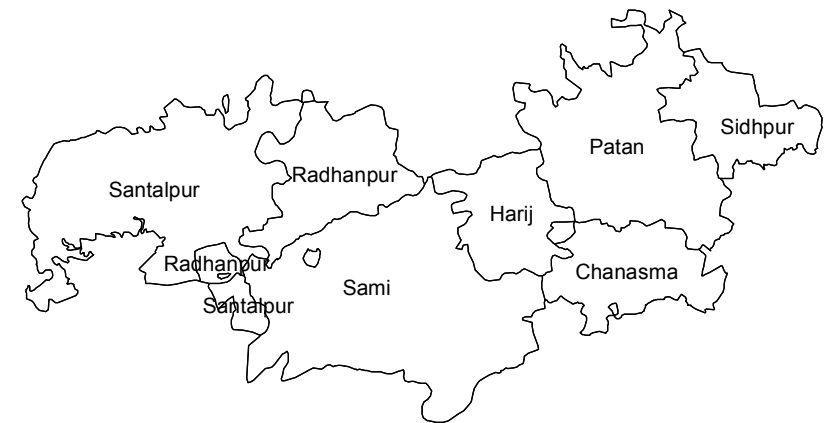 Sidhpur
Patan
Radhanpur
Santalpur
Harij
Radhanpur
Chanasma
Sami
Santalpur